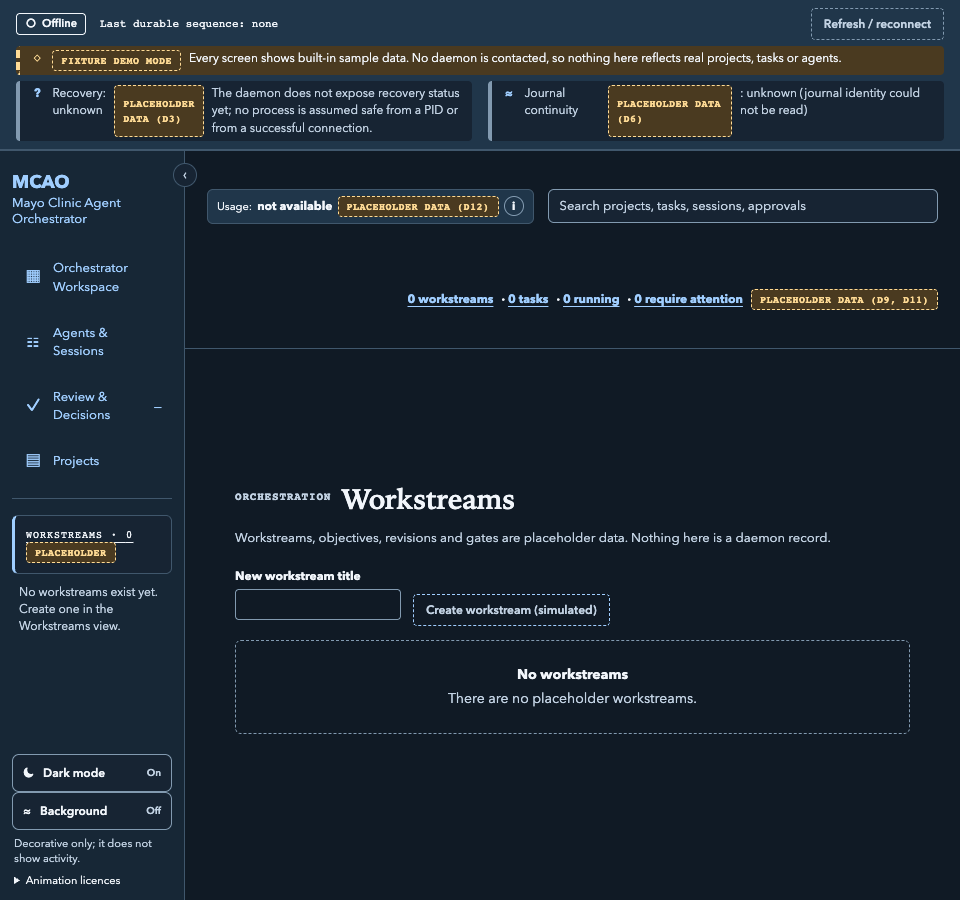 Offline
Last durable sequence: none
Refresh / reconnect
FIXTURE DEMO MODE
Every screen shows built-in sample data. No daemon is contacted, so nothing here reflects real projects, tasks or agents.
? Recovery:
unknown
PLACEHOLDER
DATA (D3)
The daemon does not expose recovery status
yet; no process is assumed safe from a PID or
from a successful connection.
≈ Journal
continuity
PLACEHOLDER DATA
(D6)
: unknown (journal identity could
not be read)
MCAO
Mayo Clinic Agent
Orchestrator
‹
Orchestrator
Workspace
Agents &
Sessions
Review &
Decisions
–
Projects
WORKSTREAMS · 0
PLACEHOLDER
No workstreams exist yet.
Create one in the
Workstreams view.
Dark mode On
≈ Background Off
Decorative only; it does not
show activity.
Animation licences
Usage: not available PLACEHOLDER DATA (D12) i
Search projects, tasks, sessions, approvals
0 workstreams · 0 tasks · 0 running · 0 require attention PLACEHOLDER DATA (D9, D11)
ORCHESTRATION Workstreams
Workstreams, objectives, revisions and gates are placeholder data. Nothing here is a daemon record.
New workstream title
Create workstream (simulated)
No workstreams
There are no placeholder workstreams.